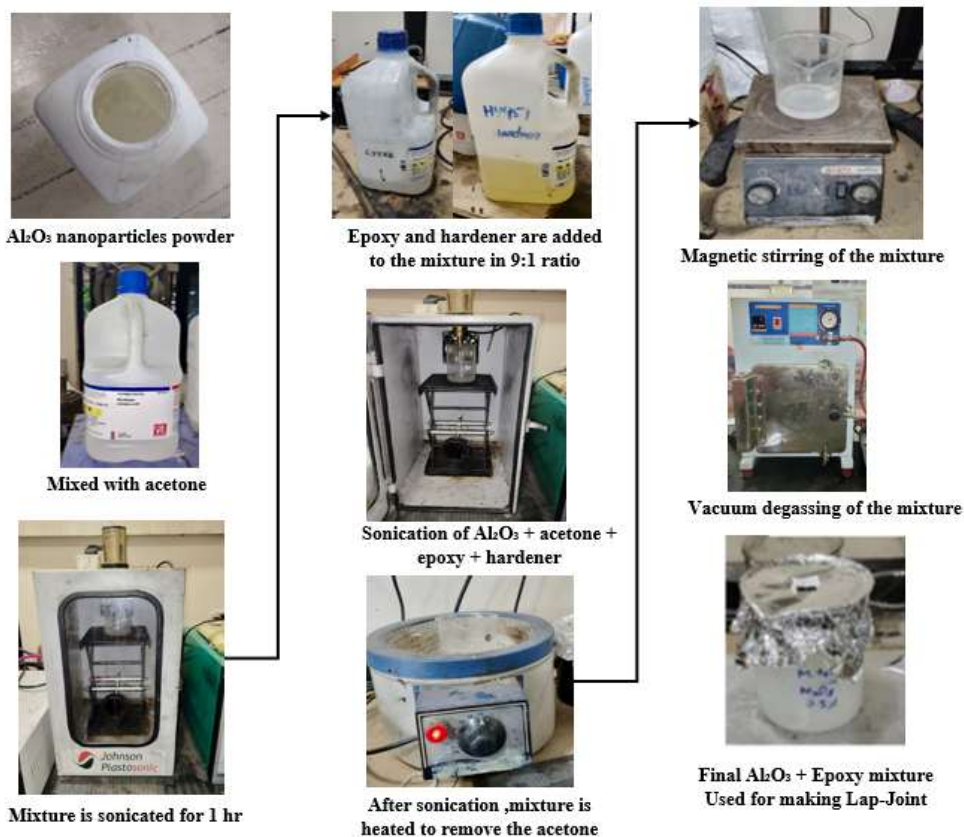 Al₂O₃ nanoparticles powder
Mixed with acetone
Johnson
Plastosonic
Mixture is sonicated for 1 hr
Epoxy and hardener are added
to the mixture in 9:1 ratio
Sonication of Al₂O₃ + acetone +
epoxy + hardener
After sonication ,mixture is
heated to remove the acetone
Magnetic stirring of the mixture
Vacuum degassing of the mixture
Final Al₂O₃ + Epoxy mixture
Used for making Lap-Joint